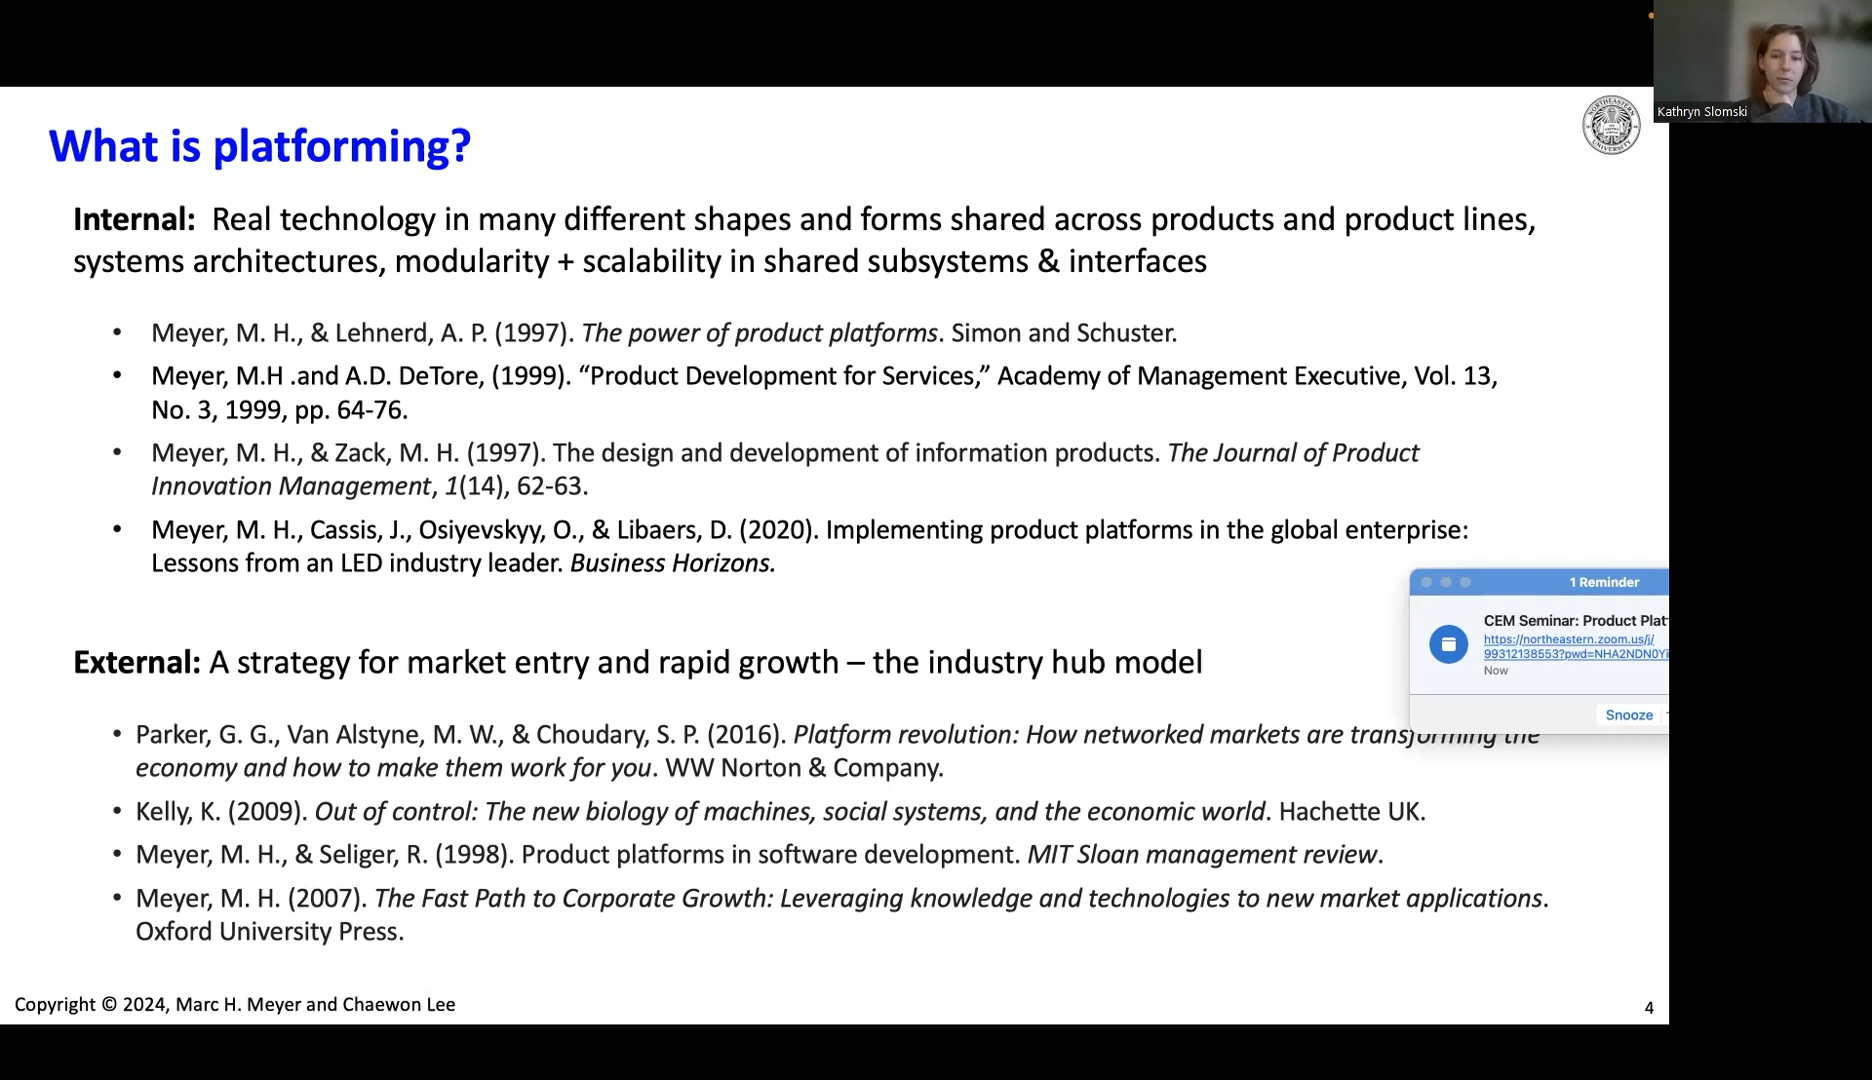 Kathryn Slomski
What is platforming?
NORTHEASTERN
UNIVERSITY
Internal: Real technology in many different shapes and forms shared across products and product lines,
systems architectures, modularity + scalability in shared subsystems & interfaces
• Meyer, M. H., & Lehnerd, A. P. (1997). The power of product platforms. Simon and Schuster.
• Meyer, M.H .and A.D. DeTore, (1999). “Product Development for Services,” Academy of Management Executive, Vol. 13,
No. 3, 1999, pp. 64-76.
• Meyer, M. H., & Zack, M. H. (1997). The design and development of information products. The Journal of Product
Innovation Management, 1(14), 62-63.
• Meyer, M. H., Cassis, J., Osiyevskyy, O., & Libaers, D. (2020). Implementing product platforms in the global enterprise:
Lessons from an LED industry leader. Business Horizons.
1 Reminder
CEM Seminar: Product Plat
https://northeastern.zoom.us/j/
99312138553?pwd=NHA2NDN0Yi
Now
Snooze
External: A strategy for market entry and rapid growth – the industry hub model
• Parker, G. G., Van Alstyne, M. W., & Choudary, S. P. (2016). Platform revolution: How networked markets are transforming the
economy and how to make them work for you. WW Norton & Company.
• Kelly, K. (2009). Out of control: The new biology of machines, social systems, and the economic world. Hachette UK.
• Meyer, M. H., & Seliger, R. (1998). Product platforms in software development. MIT Sloan management review.
• Meyer, M. H. (2007). The Fast Path to Corporate Growth: Leveraging knowledge and technologies to new market applications.
Oxford University Press.
Copyright © 2024, Marc H. Meyer and Chaewon Lee
4